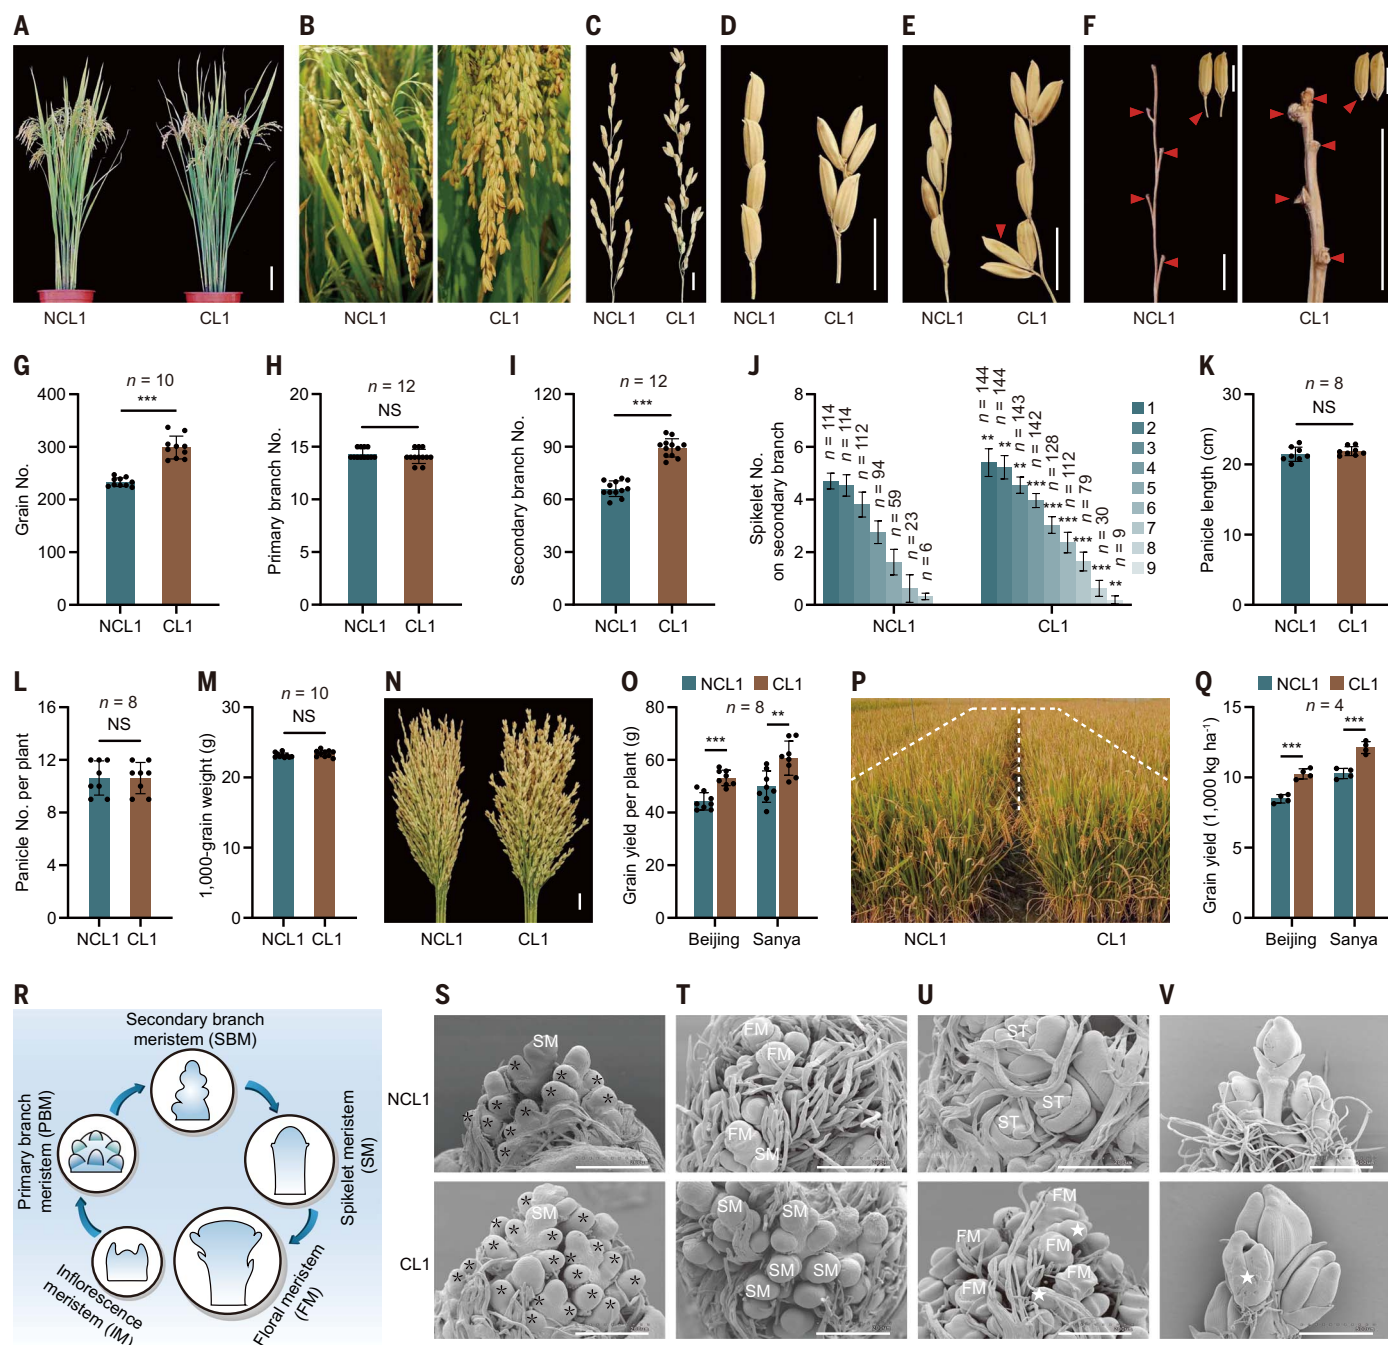 A
B
C
D
E
F
NCL1
CL1
NCL1
CL1
NCL1
CL1
NCL1
CL1
NCL1
CL1
NCL1
CL1
G
n = 10
***
Grain No.
400
300
200
100
0
NCL1
CL1
H
n = 12
NS
Primary branch No.
20
15
10
5
0
NCL1
CL1
I
n = 12
***
Secondary branch No.
120
90
60
30
0
NCL1
CL1
J
Spikelet No.
on secondary branch
8
6
4
2
0
n = 114
n = 114
n = 112
n = 94
n = 59
n = 23
n = 6
n = 144
n = 144
n = 143
n = 142
n = 128
n = 112
n = 79
n = 30
n = 9
**
**
**
***
***
***
***
***
**
NCL1
CL1
1
2
3
4
5
6
7
8
9
K
n = 8
NS
Panicle length (cm)
30
20
10
0
NCL1
CL1
L
n = 8
NS
Panicle No. per plant
16
12
8
4
0
NCL1
CL1
M
n = 10
NS
1,000-grain weight (g)
30
20
10
0
NCL1
CL1
N
NCL1
CL1
O
NCL1
CL1
n = 8
***
**
Grain yield per plant (g)
80
60
40
20
0
Beijing
Sanya
P
NCL1
CL1
Q
NCL1
CL1
n = 4
***
***
Grain yield (1,000 kg ha-1)
15
10
5
0
Beijing
Sanya
R
Secondary branch
meristem (SBM)
Spikelet meristem
(SM)
Floral meristem
(FM)
Inflorescence
meristem (IM)
Primary branch
meristem (PBM)
S
T
U
V
NCL1
SM
FM
FM
FM
SM
ST
ST
ST
CL1
SM
SM
SM
SM
SM
SM
FM
FM
FM
FM
FM